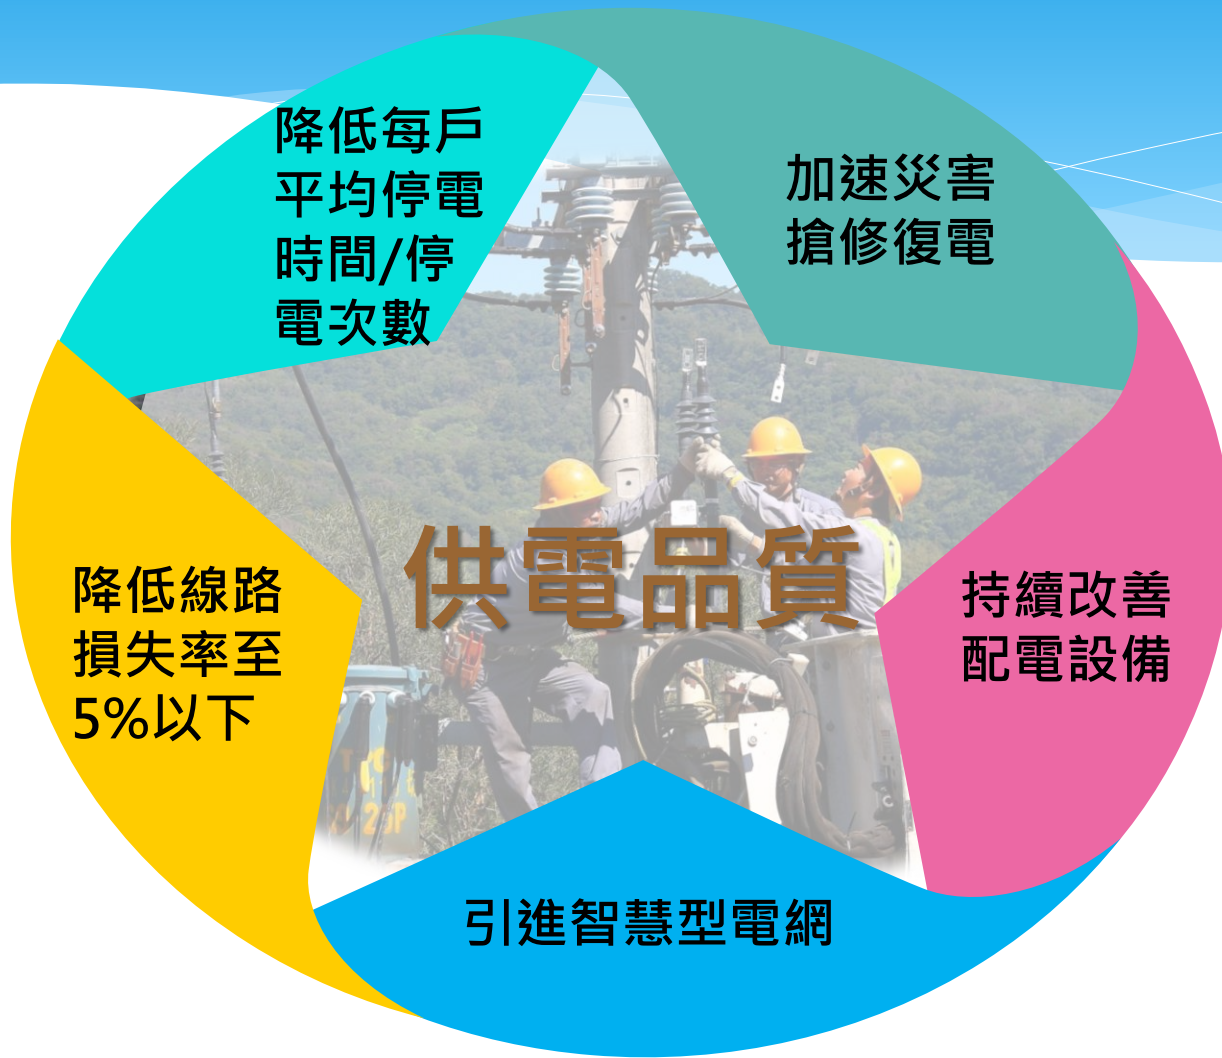 降低每戶
平均停電
時間/停
電次數
加速災害
搶修復電
供電品質
降低線路
損失率至
5%以下
持續改善
配電設備
引進智慧型電網